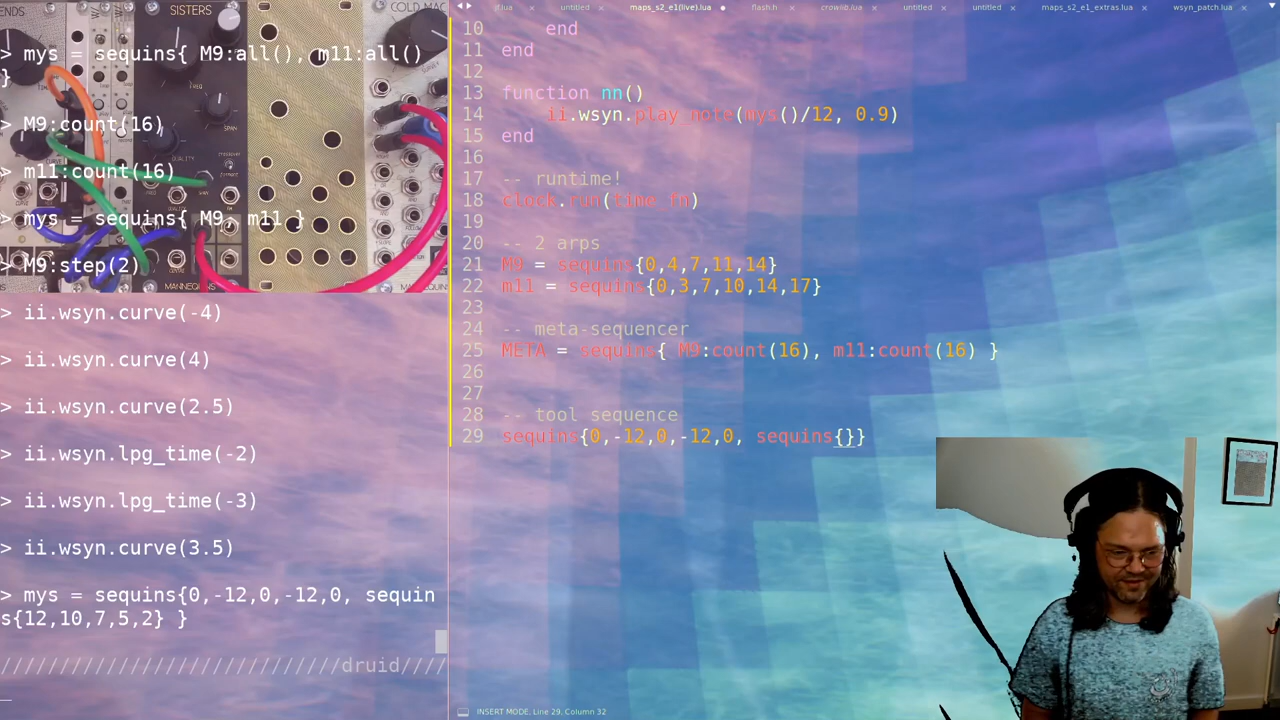 SISTERS
COLD MAC
> mys = sequins{ M9:all(), m11:all()
}
> M9:count(16)
> m11:count(16)
> mys = sequins{ M9, m11 }
> M9:step(2)
MANNEQUINS
> ii.wsyn.curve(-4)
> ii.wsyn.curve(4)
> ii.wsyn.curve(2.5)
> ii.wsyn.lpg_time(-2)
> ii.wsyn.lpg_time(-3)
> ii.wsyn.curve(3.5)
> mys = sequins{0,-12,0,-12,0, sequin
s{12,10,7,5,2} }
///////////////////////////druid////
untitled × maps_s2_e1(live).lua ● flash.h × crowlib.lua × untitled × untitled × maps_s2_e1_extras.lua × wsyn_patch.lua ×
10 end
11 end
12
13 function nn()
14 ii.wsyn.play_note(mys()/12, 0.9)
15 end
16
17 -- runtime!
18 clock.run(time_fn)
19
20 -- 2 arps
21 M9 = sequins{0,4,7,11,14}
22 m11 = sequins{0,3,7,10,14,17}
23
24 -- meta-sequencer
25 META = sequins{ M9:count(16), m11:count(16) }
26
27
28 -- tool sequence
29 sequins{0,-12,0,-12,0, sequins{}}
INSERT MODE, Line 29, Column 32